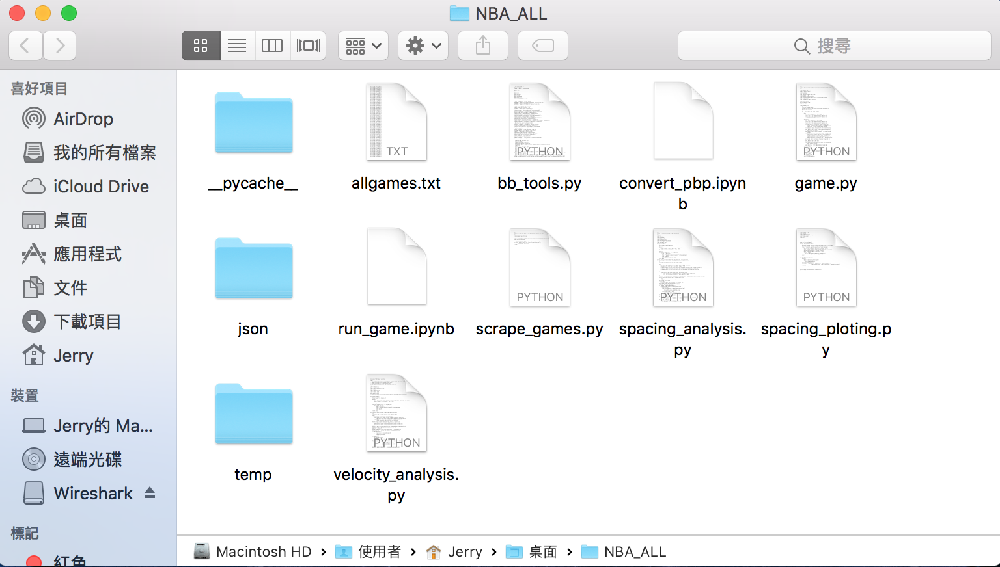 NBA_ALL
搜尋
喜好項目
AirDrop
我的所有檔案
iCloud Drive
桌面
應用程式
文件
下載項目
Jerry
裝置
Jerry的 Ma...
遠端光碟
Wireshark
標記
紅色
TXT
PYTHON
PYTHON
__pycache__
allgames.txt
bb_tools.py
convert_pbp.ipyn
b
game.py
PYTHON
PYTHON
PYTHON
json
run_game.ipynb
scrape_games.py
spacing_analysis.
py
spacing_ploting.p
y
PYTHON
temp
velocity_analysis.
py
Macintosh HD
使用者
Jerry
桌面
NBA_ALL